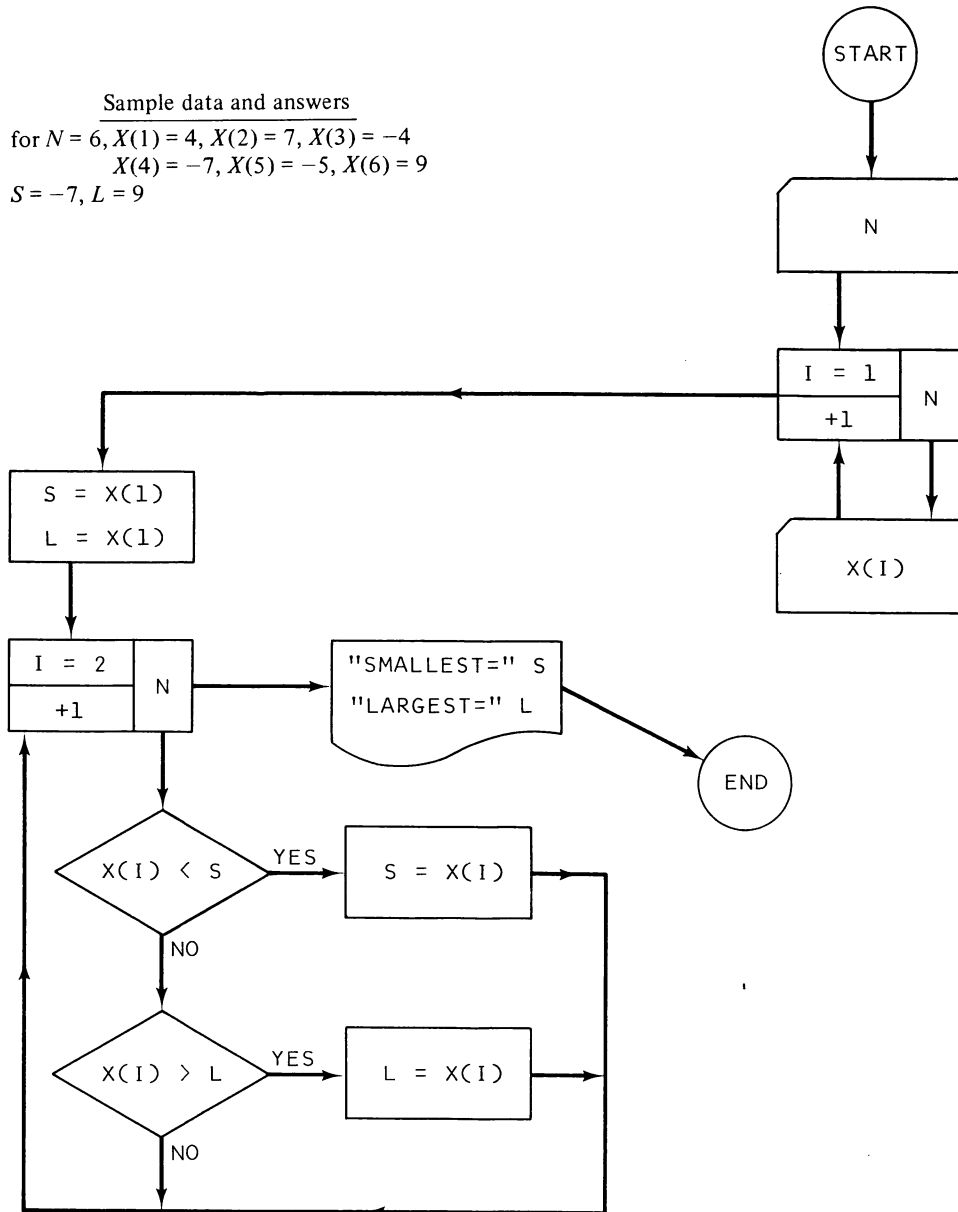 START
Sample data and answers
for N = 6, X(1) = 4, X(2) = 7, X(3) = −4
X(4) = −7, X(5) = −5, X(6) = 9
S = −7, L = 9
N
I = 1
N
+1
X(I)
S = X(1)
L = X(1)
I = 2
N
+1
"SMALLEST=" S
"LARGEST=" L
END
X(I) < S
YES
S = X(I)
NO
X(I) > L
YES
L = X(I)
NO